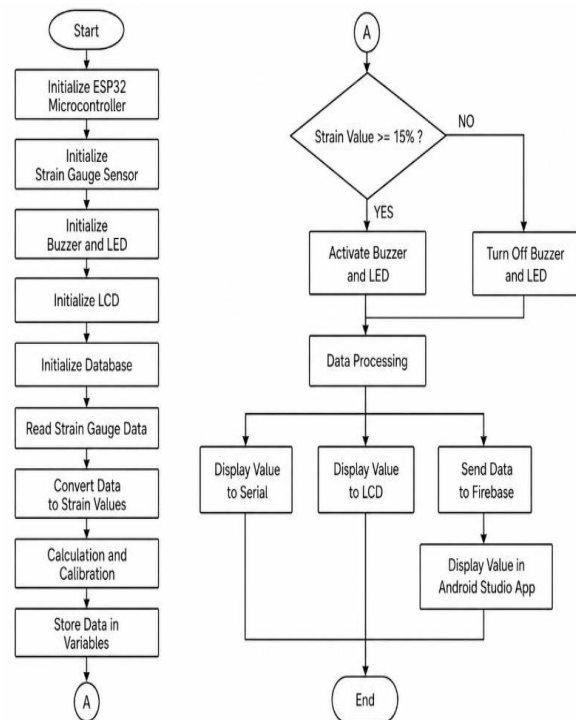 Start
Initialize ESP32
Microcontroller
Initialize
Strain Gauge Sensor
Initialize
Buzzer and LED
Initialize LCD
Initialize Database
Read Strain Gauge Data
Convert Data
to Strain Values
Calculation and
Calibration
Store Data in
Variables
A
A
Strain Value >= 15% ?
NO
YES
Activate Buzzer
and LED
Turn Off Buzzer
and LED
Data Processing
Display Value
to Serial
Display Value
to LCD
Send Data
to Firebase
Display Value in
Android Studio App
End